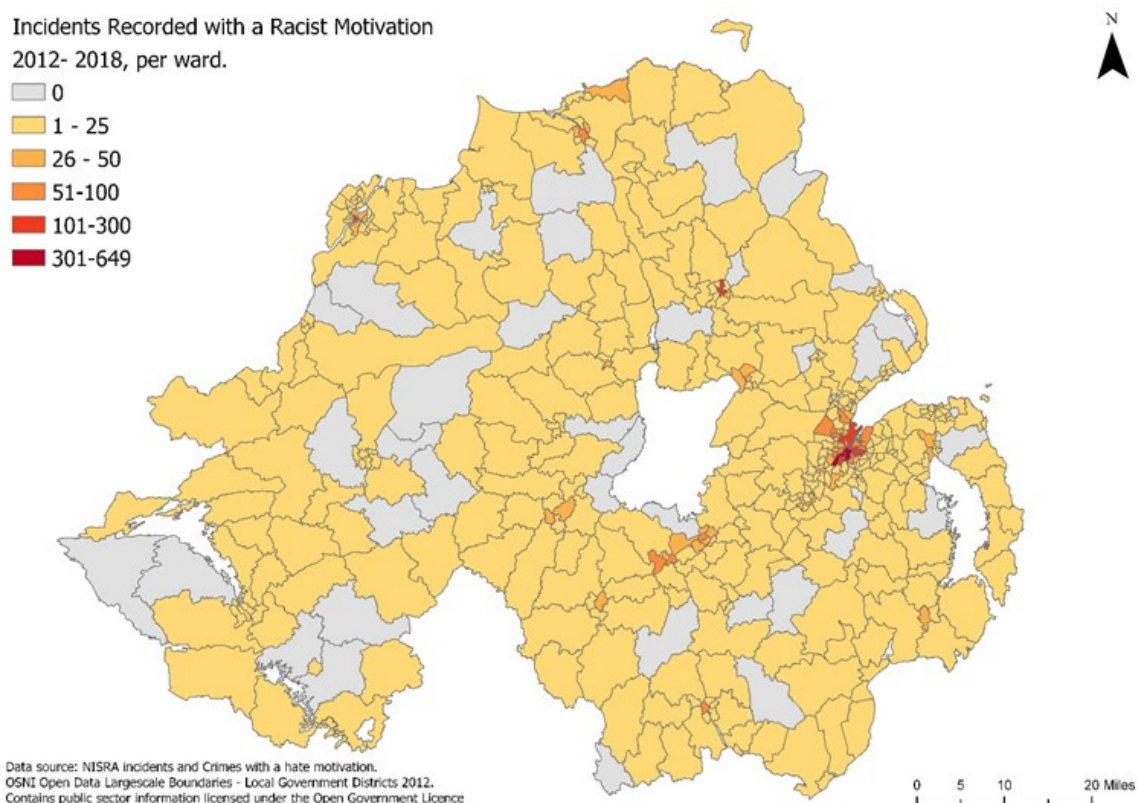 Incidents Recorded with a Racist Motivation
2012- 2018, per ward.
0
1 - 25
26 - 50
51-100
101-300
301-649
N
Data source: NISRA incidents and Crimes with a hate motivation.
OSNI Open Data Largescale Boundaries - Local Government Districts 2012.
Contains public sector information licensed under the Open Government Licence
0 5 10 20 Miles